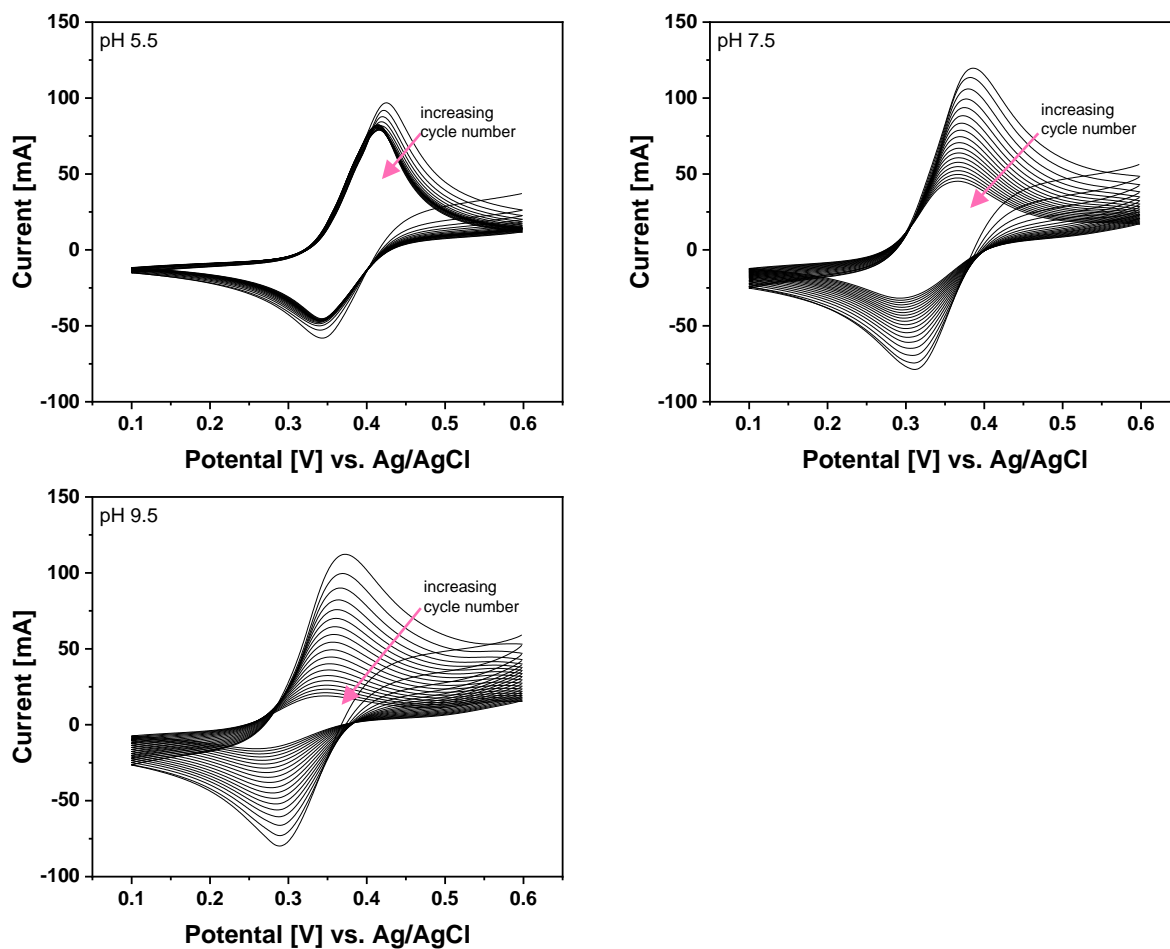 150
pH 5.5
100
increasing
cycle number
50
0
-50
-100
0.1 0.2 0.3 0.4 0.5 0.6
Current [mA]
Potental [V] vs. Ag/AgCl
150
pH 7.5
100
increasing
cycle number
50
0
-50
-100
0.1 0.2 0.3 0.4 0.5 0.6
Current [mA]
Potental [V] vs. Ag/AgCl
150
pH 9.5
100
increasing
cycle number
50
0
-50
-100
0.1 0.2 0.3 0.4 0.5 0.6
Current [mA]
Potental [V] vs. Ag/AgCl